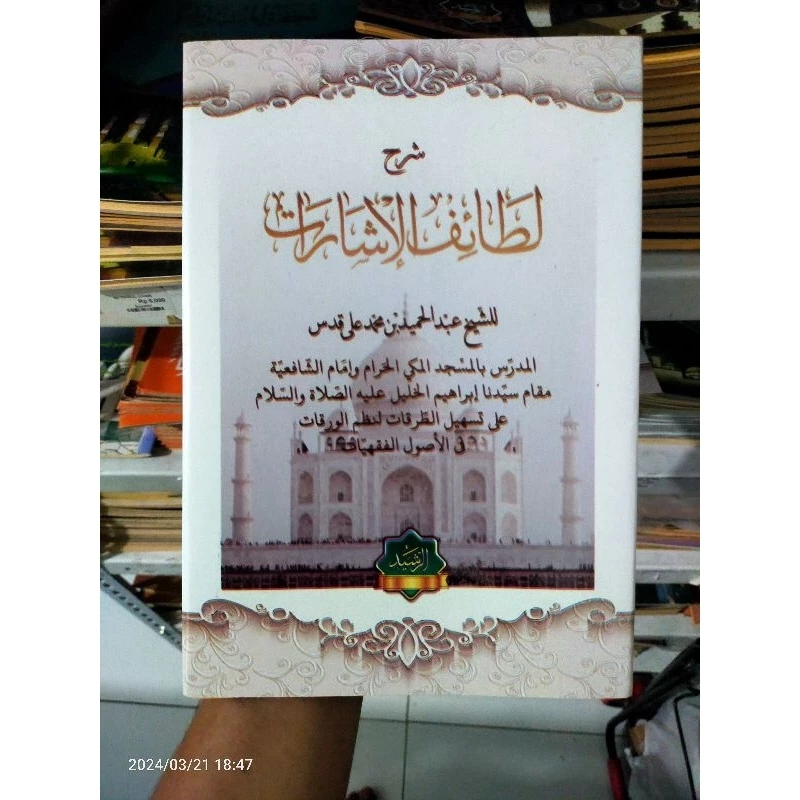 شرح
لطائف الإشارات
للشيخ عبد الحميد بن محمد علي قدس
المدرس بالمسجد المكي الحرام وإمام الشافعية
مقام سيدنا إبراهيم الخليل عليه الصلاة والسلام
على تسهيل الطرقات لنظم الورقات
في الأصول الفقهيات
الرشيد
2024/03/21 18:47